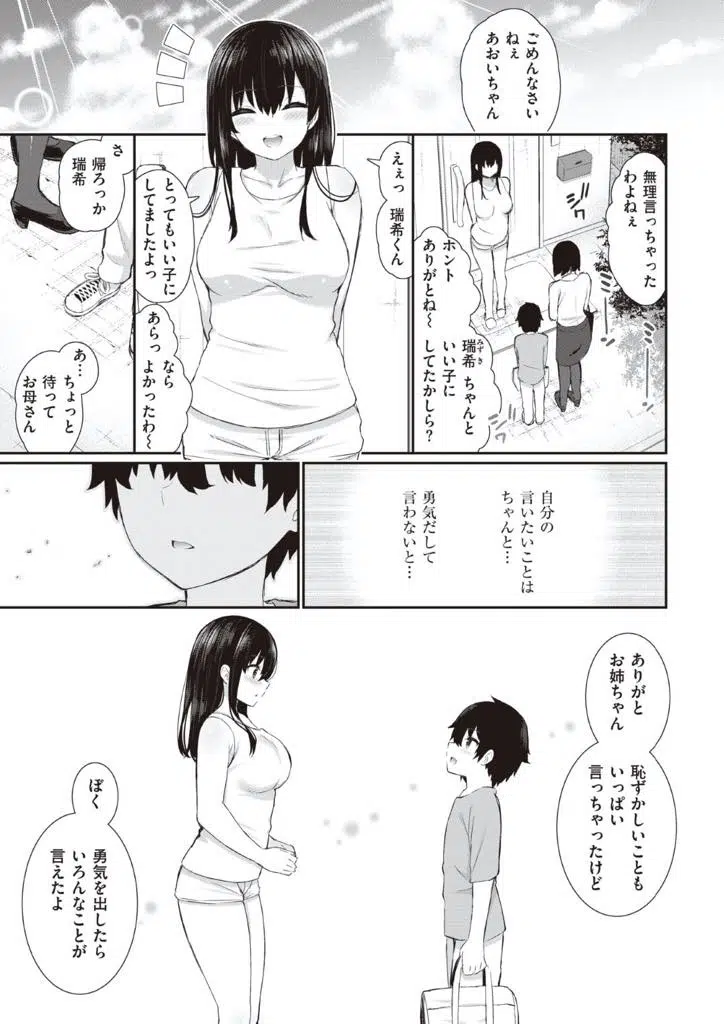 ごめんなさい
ねぇ
あおいちゃん
無理言っちゃった
わよねぇ
ホント
ありがとね～
瑞希ちゃんと
みずき
いい子に
してたかしら？
えぇっ 瑞希くん
とってもいい子に
してましたよっ
なら
あらっ よかったわ～
さ
帰ろっか
瑞希
あ…
ちょっと
待って
お母さん
自分の
言いたいことは
ちゃんと…
勇気だして
言わないと…
ありがと
お姉ちゃん
恥ずかしいことも
いっぱい
言っちゃったけど
ぼく
勇気を出したら
いろんなことが
言えたよ